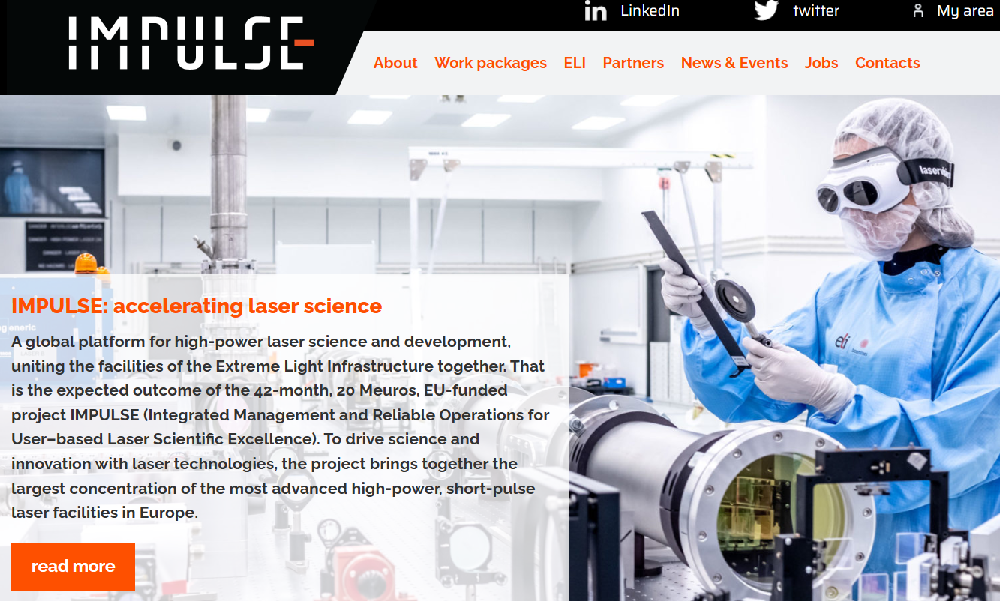 IMPULSE
LinkedIn
twitter
My area
About
Work packages
ELI
Partners
News & Events
Jobs
Contacts
IMPULSE: accelerating laser science
A global platform for high-power laser science and development,
uniting the facilities of the Extreme Light Infrastructure together. That
is the expected outcome of the 42-month, 20 Meuros, EU-funded
project IMPULSE (Integrated Management and Reliable Operations for
User–based Laser Scientific Excellence). To drive science and
innovation with laser technologies, the project brings together the
largest concentration of the most advanced high-power, short-pulse
laser facilities in Europe.
read more
eli